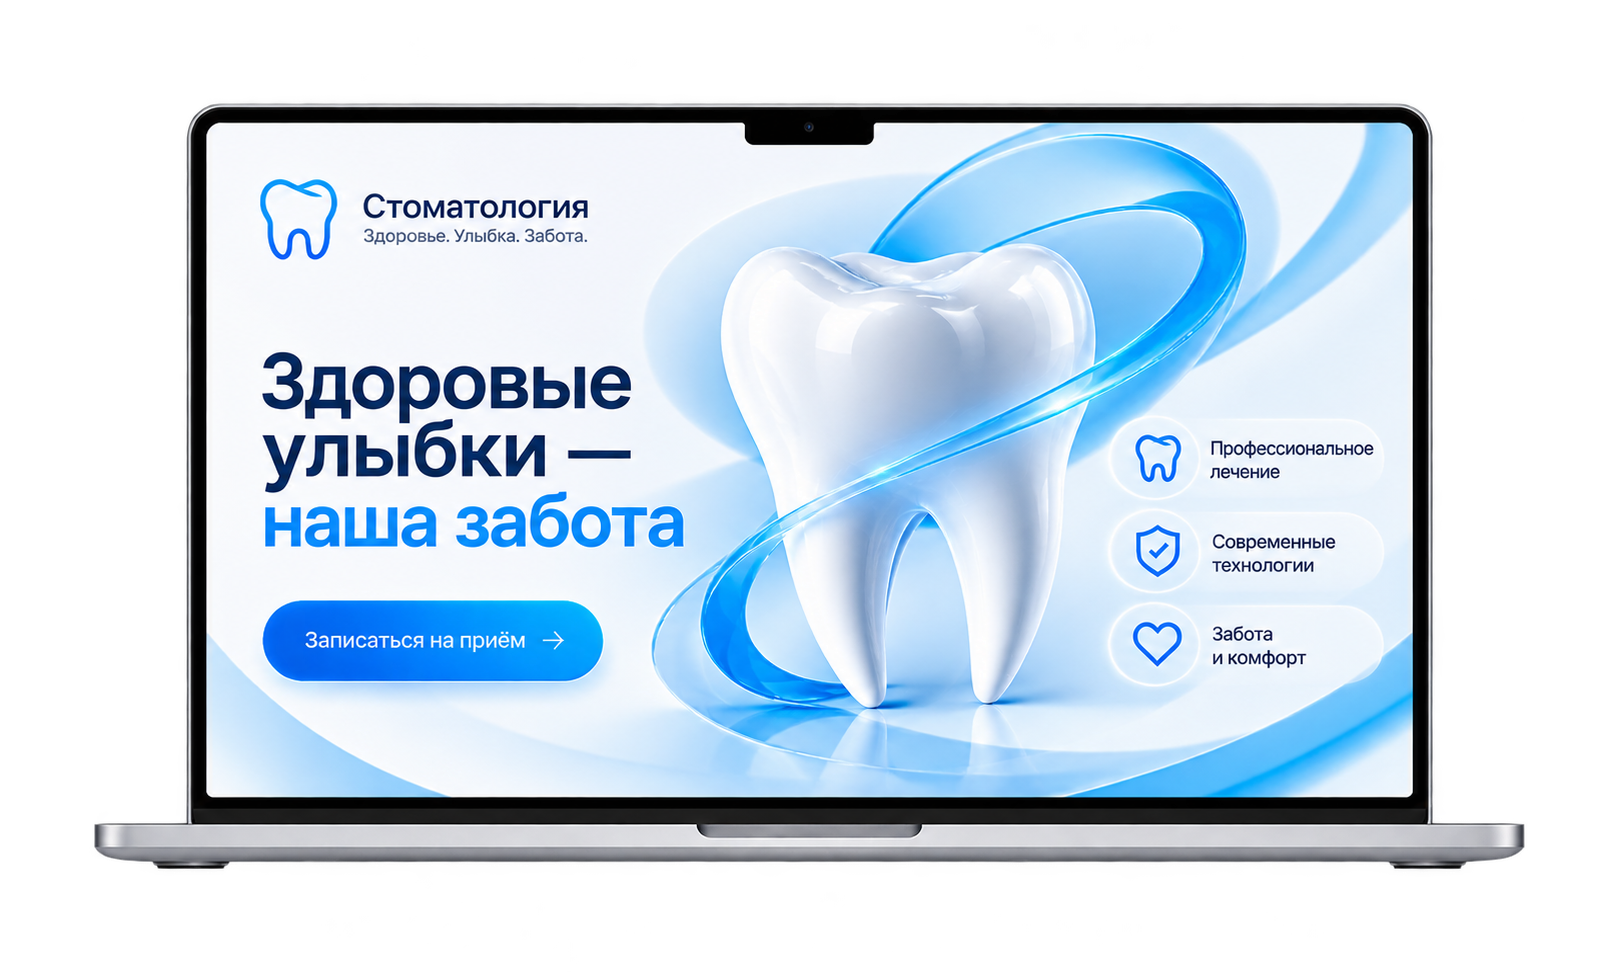 Стоматология
Здоровье. Улыбка. Забота.
Здоровые
улыбки —
наша забота
Записаться на приём →
Профессиональное
лечение
Современные
технологии
Забота
и комфорт